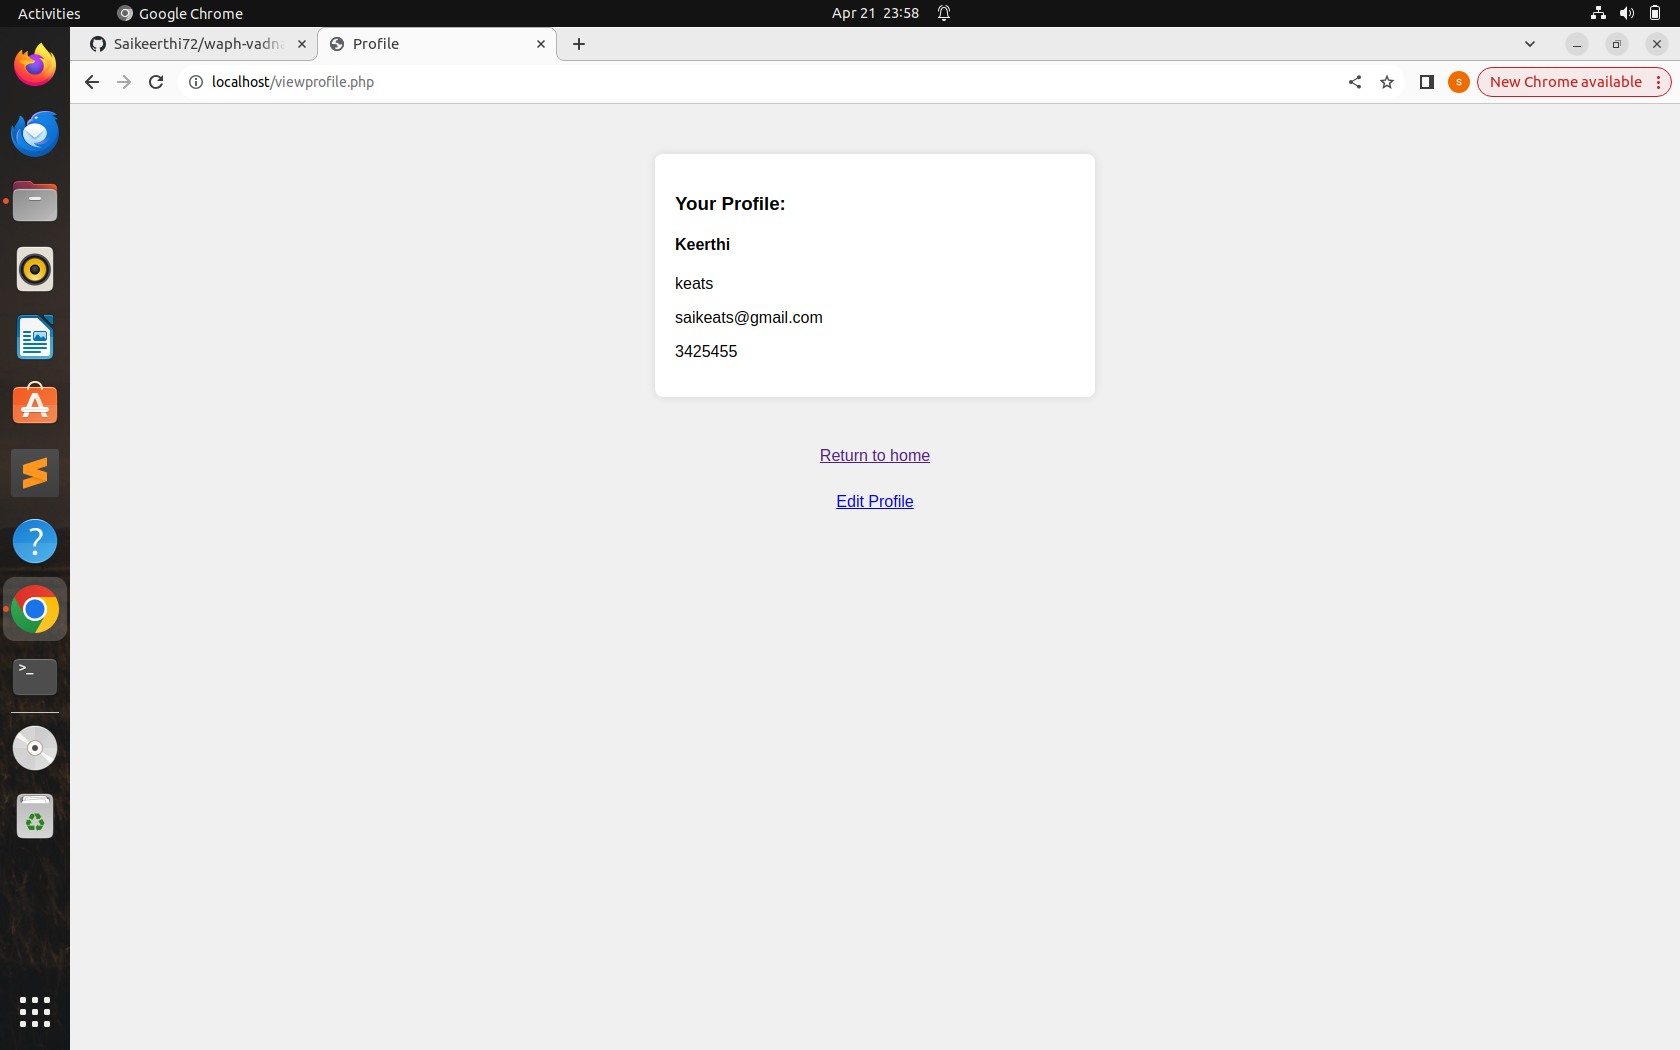 Activities
Google Chrome
Apr 21 23:58
Saikeerthi72/waph-vadna
Profile
localhost/viewprofile.php
s
New Chrome available
Your Profile:
Keerthi
keats
saikeats@gmail.com
3425455
Return to home
Edit Profile
>_